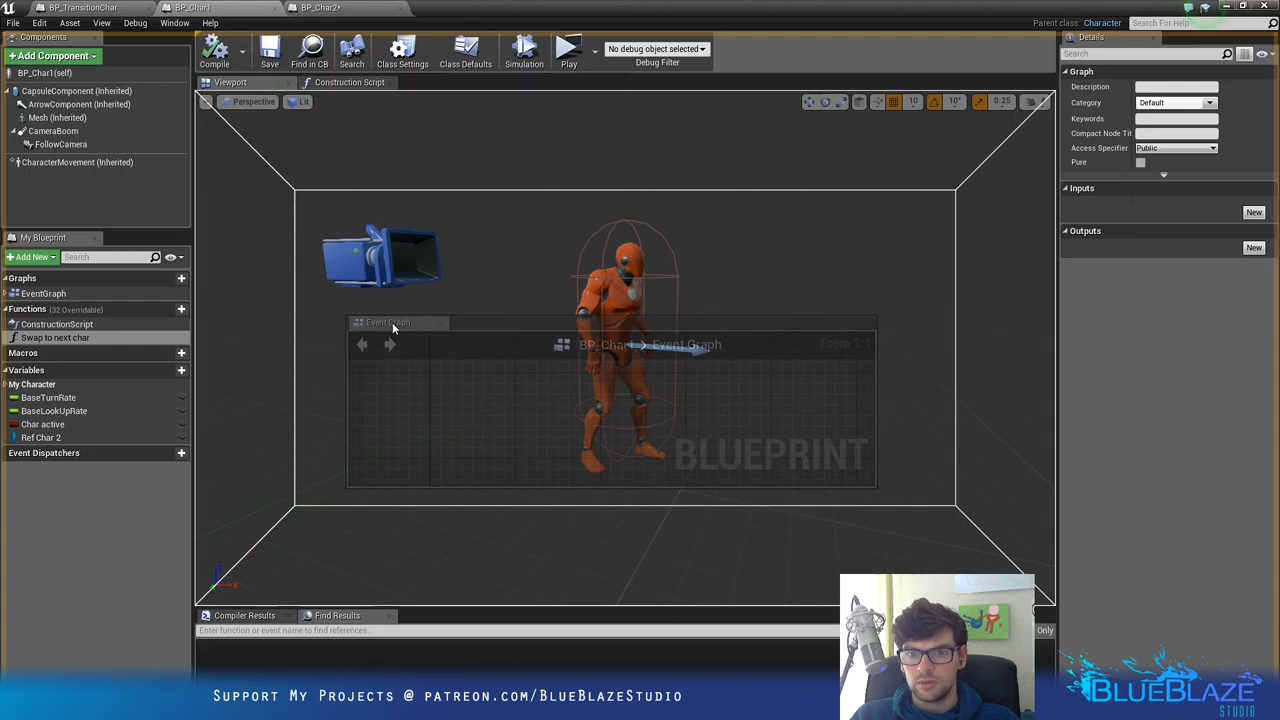 BP_TransitionChar
BP_Char1
BP_Char2•
File
Edit
Asset
View
Debug
Window
Help
Parent class: Character
Search For Help
Components
Add Component
BP_Char1(self)
CapsuleComponent (Inherited)
ArrowComponent (Inherited)
Mesh (Inherited)
CameraBoom
FollowCamera
CharacterMovement (Inherited)
Compile
Save
Find in CB
Search
Class Settings
Class Defaults
Simulation
Play
No debug object selected
Debug Filter
Viewport
Construction Script
Perspective
Lit
10
10°
0.25
4
Event Graph
BP_Char1 > Event Graph
Zoom 1:1
BLUEPRINT
My Blueprint
Add New
Search
Graphs
EventGraph
Functions (32 Overridable)
ConstructionScript
Swap to next char
Macros
Variables
My Character
BaseTurnRate
BaseLookUpRate
Char active
Ref Char 2
Event Dispatchers
Compiler Results
Find Results
Enter function or event name to find references...
Only
Details
Search
Graph
Description
Category
Default
Keywords
Compact Node Tit
Access Specifier
Public
Pure
Inputs
New
Outputs
New
Support My Projects @ patreon.com/BlueBlazeStudio
BlueBlaze
Studio